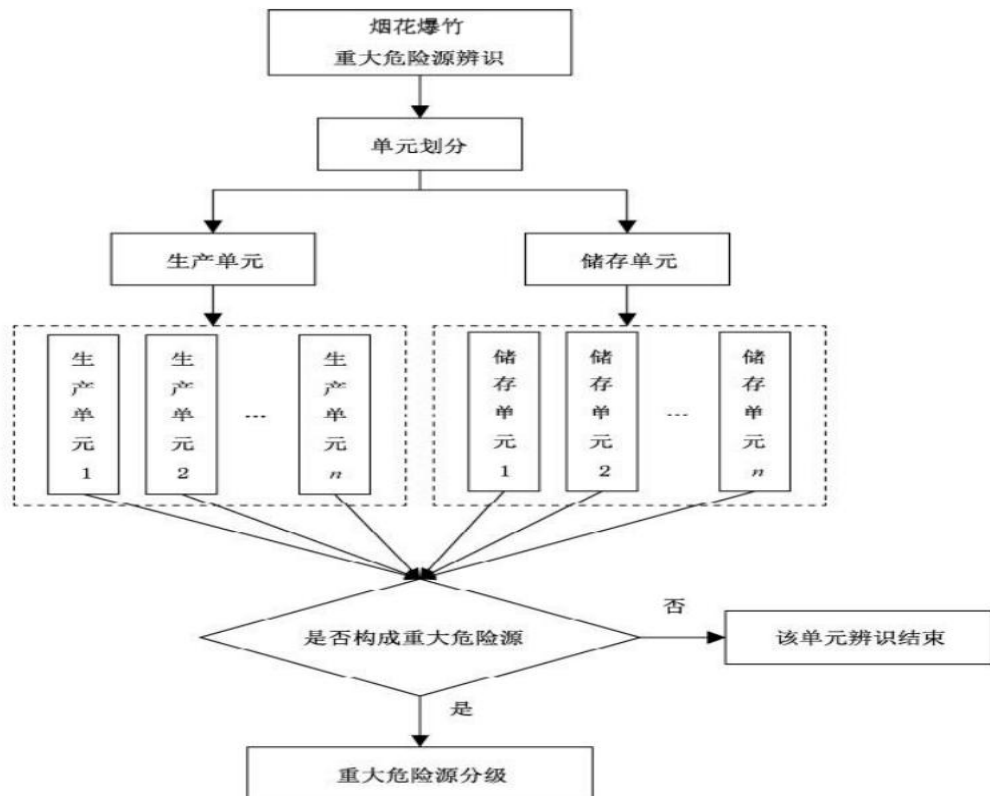 烟花爆竹
重大危险源辨识
单元划分
生产单元
储存单元
生产单元1
生产单元2
...
生产单元n
储存单元1
储存单元2
...
储存单元n
是否构成重大危险源
否
该单元辨识结束
是
重大危险源分级